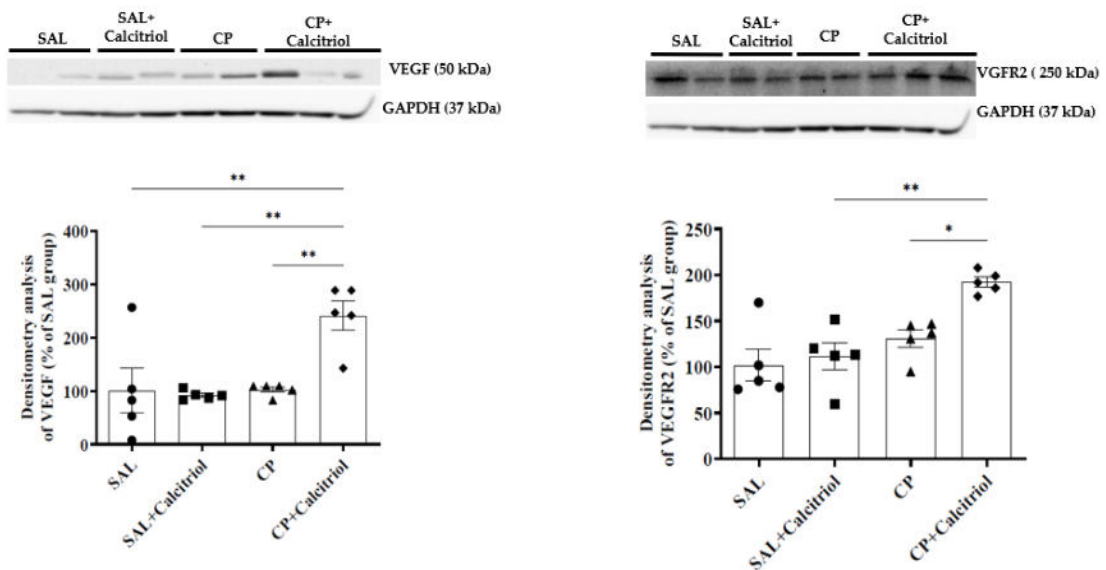 SAL
SAL+
Calcitriol
CP
CP+
Calcitriol
VEGF (50 kDa)
GAPDH (37 kDa)
**
**
**
Densitometry analysis
of VEGF (% of SAL group)
400
300
200
100
0
SAL
SAL+Calcitriol
CP
CP+Calcitriol
SAL
SAL+
Calcitriol
CP
CP+
Calcitriol
VGFR2 ( 250 kDa)
GAPDH (37 kDa)
**
*
Densitometry analysis
of VEGFR2 (% of SAL group)
250
200
150
100
50
0
SAL
SAL+Calcitriol
CP
CP+Calcitriol